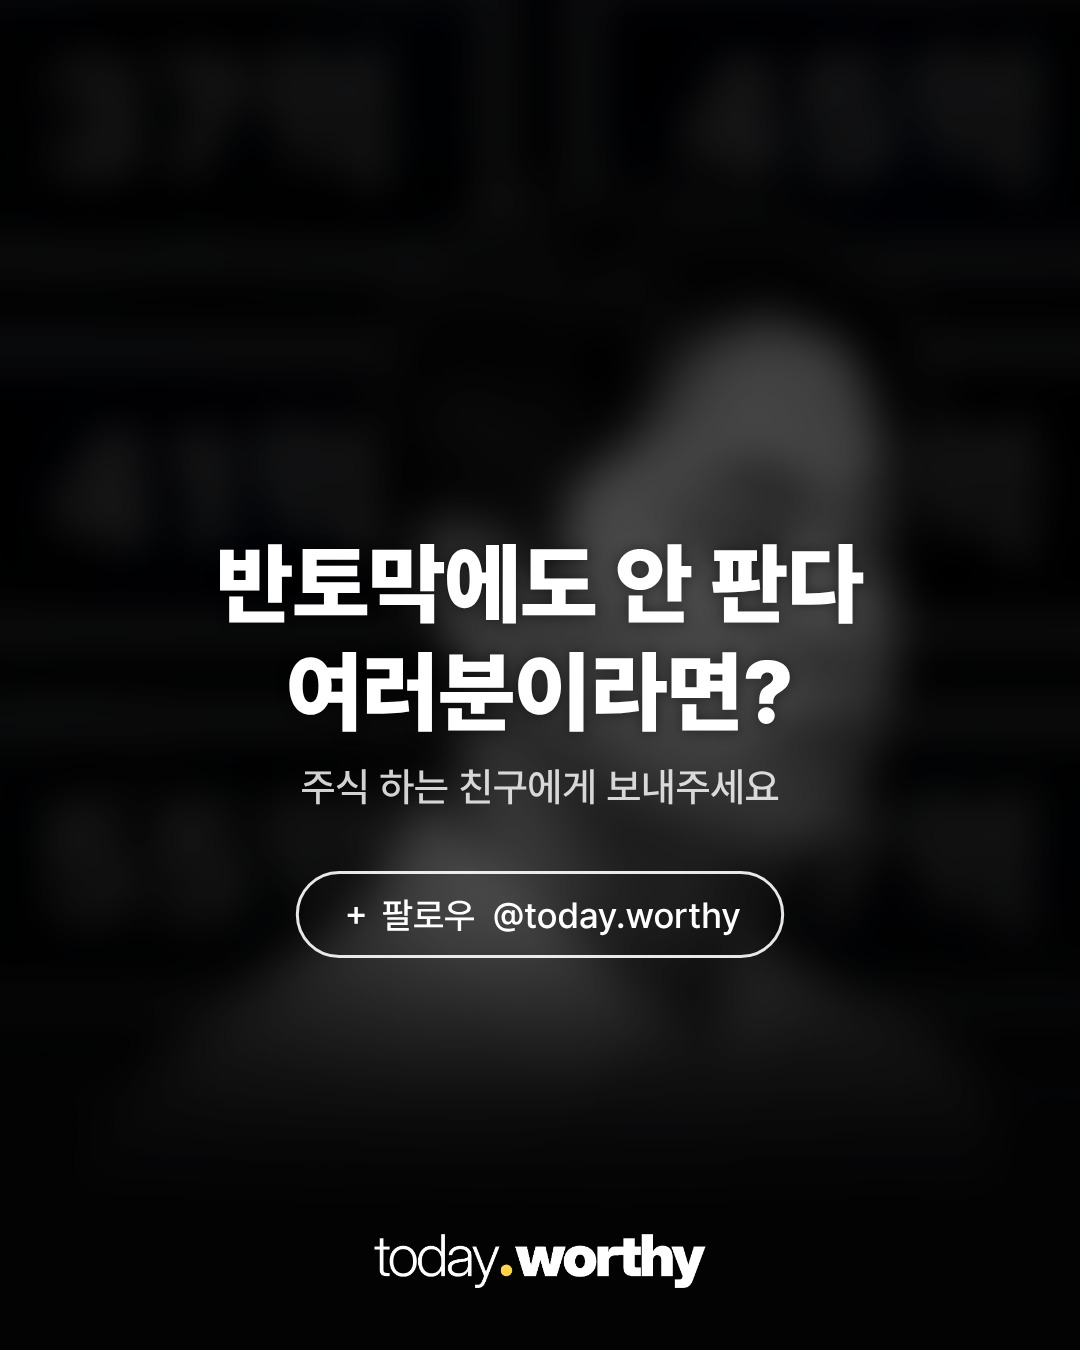 반토막에도 안 판다
여러분이라면?
주식 하는 친구에게 보내주세요
+ 팔로우 @today.worthy
today.worthy